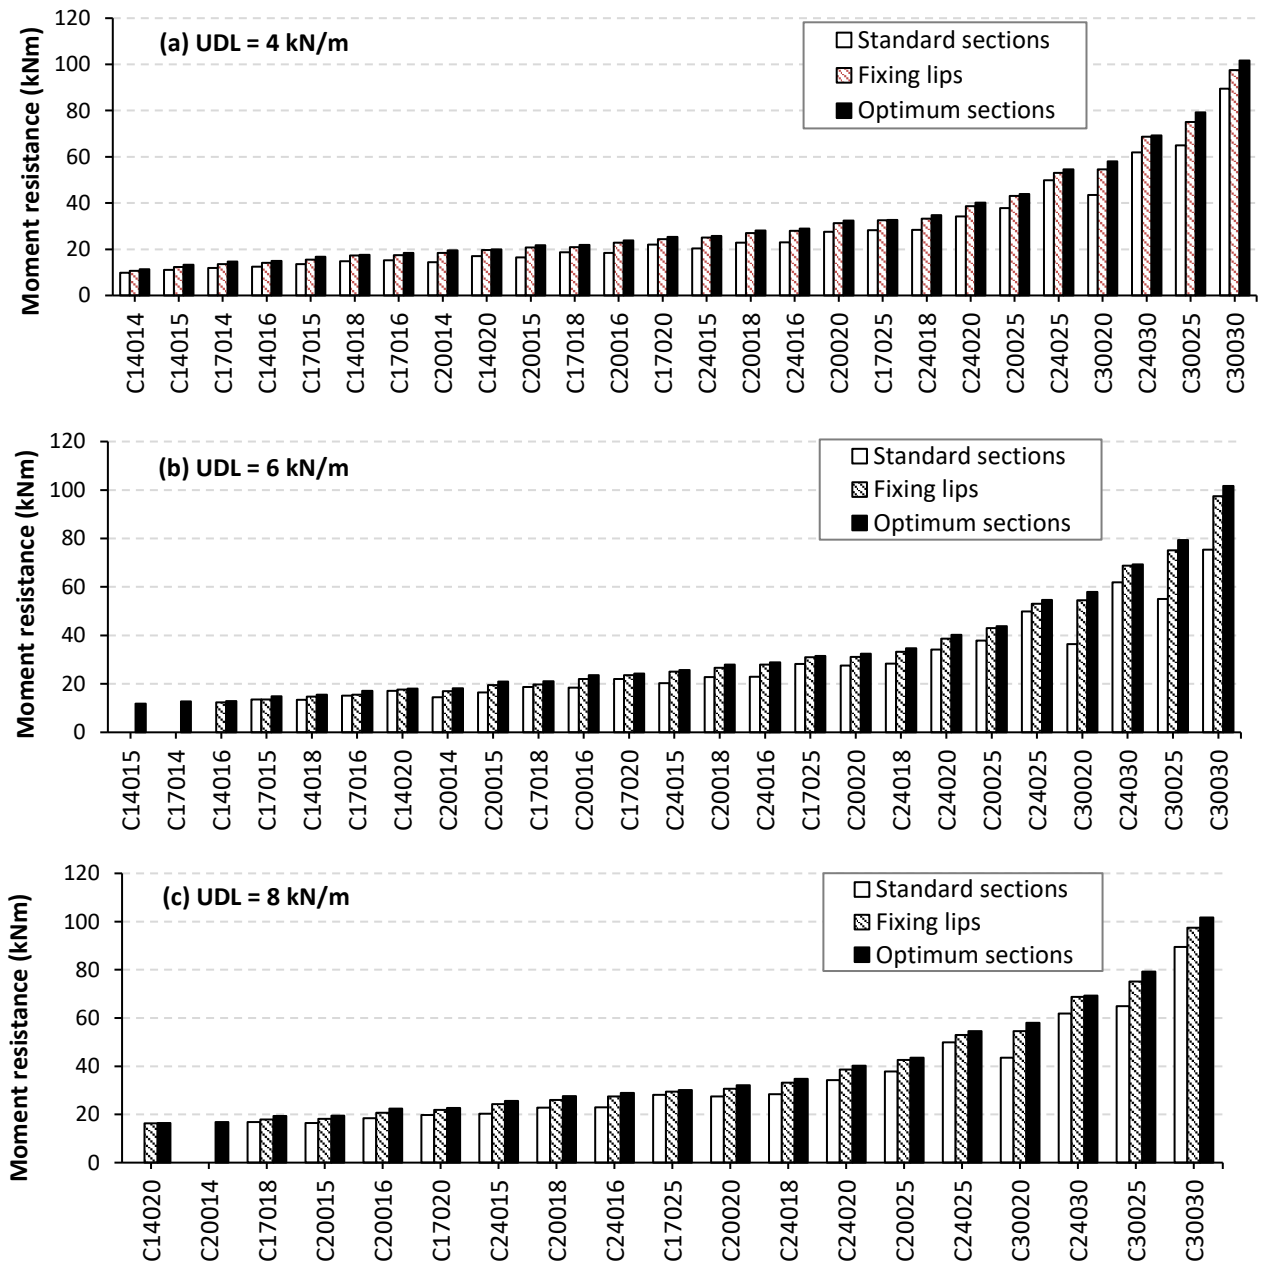 (a) UDL = 4 kN/m
Standard sections
Fixing lips
Optimum sections
Moment resistance (kNm)
120
100
80
60
40
20
0
C14014
C14015
C17014
C14016
C17015
C14018
C17016
C20014
C14020
C20015
C17018
C20016
C17020
C24015
C20018
C24016
C20020
C17025
C24018
C24020
C20025
C24025
C30020
C24030
C30025
C30030
(b) UDL = 6 kN/m
Standard sections
Fixing lips
Optimum sections
Moment resistance (kNm)
120
100
80
60
40
20
0
C14015
C17014
C14016
C17015
C14018
C17016
C14020
C20014
C20015
C17018
C20016
C17020
C24015
C20018
C24016
C17025
C20020
C24018
C24020
C20025
C24025
C30020
C24030
C30025
C30030
(c) UDL = 8 kN/m
Standard sections
Fixing lips
Optimum sections
Moment resistance (kNm)
120
100
80
60
40
20
0
C14020
C20014
C17018
C20015
C20016
C17020
C24015
C20018
C24016
C17025
C20020
C24018
C24020
C20025
C24025
C30020
C24030
C30025
C30030